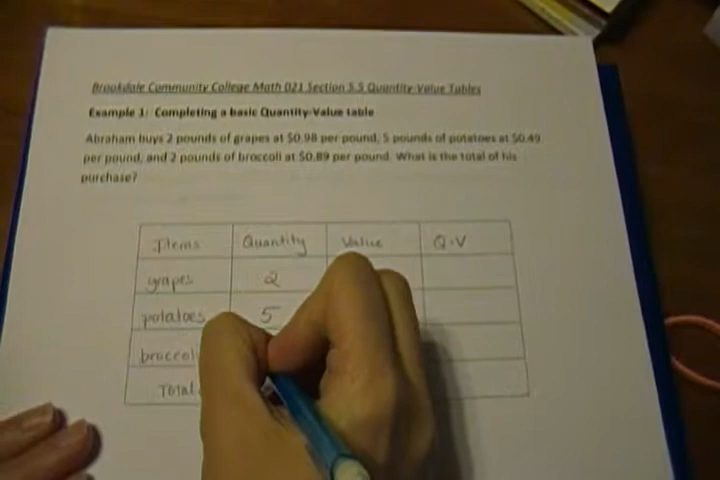 Brookdale Community College Math 021 Section 5.5 Quantity-Value Tables
Example 1: Completing a basic Quantity-Value table
Abraham buys 2 pounds of grapes at $0.98 per pound, 5 pounds of potatoes at $0.49
per pound, and 2 pounds of broccoli at $0.89 per pound. What is the total of his
purchase?
Items Quantity Value Q·V
grapes 2
potatoes 5
broccoli
Total